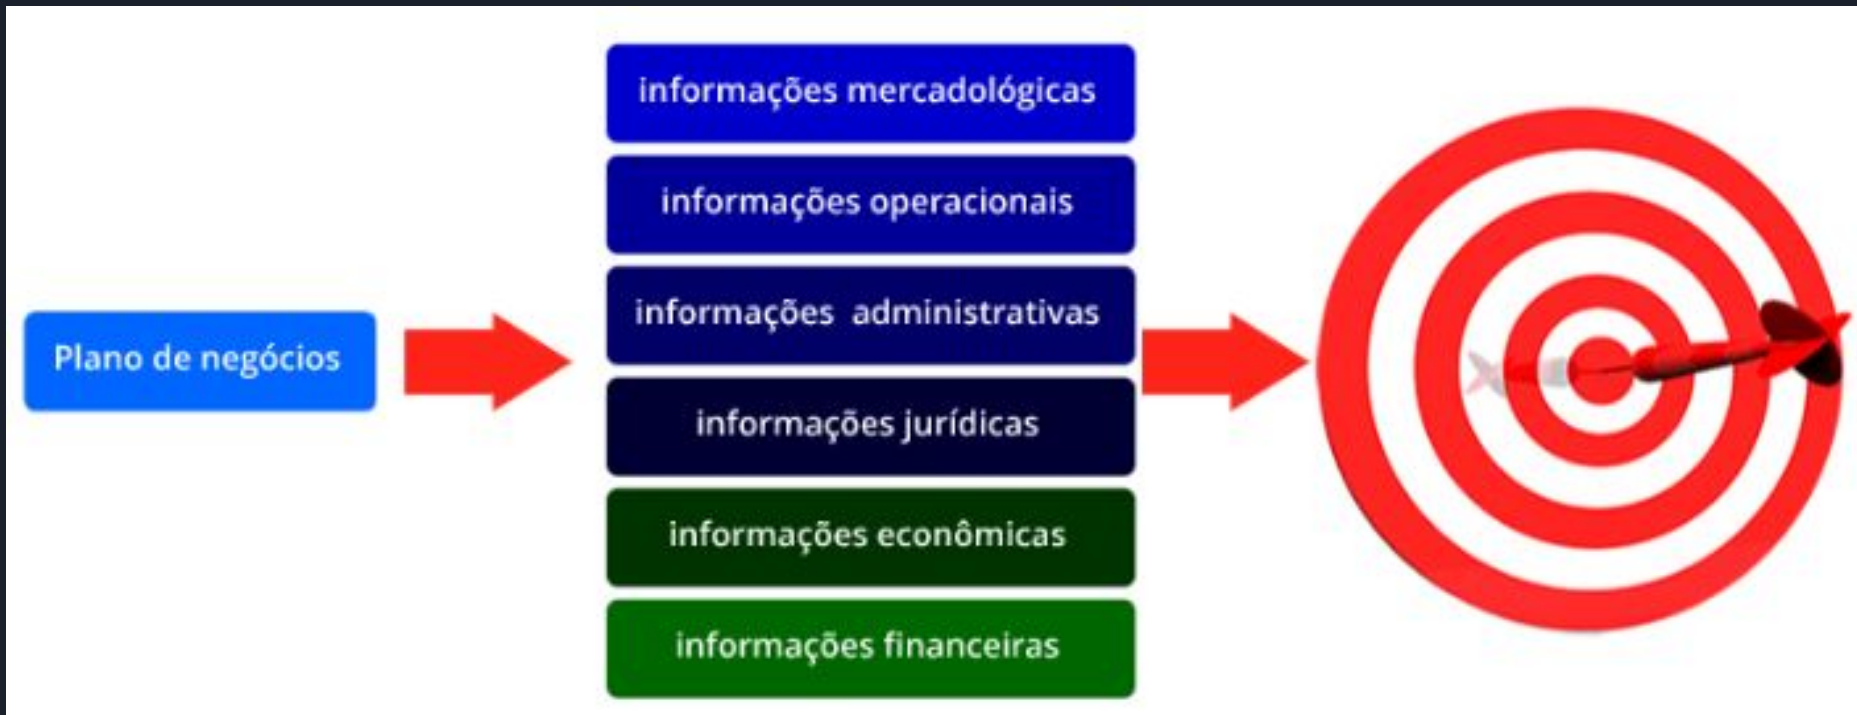 Plano de negócios
informações mercadológicas
informações operacionais
informações  administrativas
informações jurídicas
informações econômicas
informações financeiras